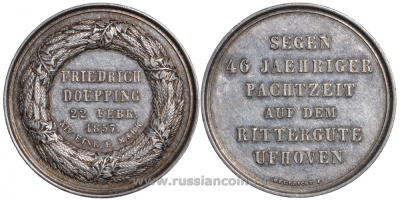 FRIEDRICH
DOEPPING
22 FEBR.
1857
SEGEN
46 JAEHRIGER
PACHTZEIT
AUF DEM
RITTERGUTE
UFHOVEN
www.russiancoin